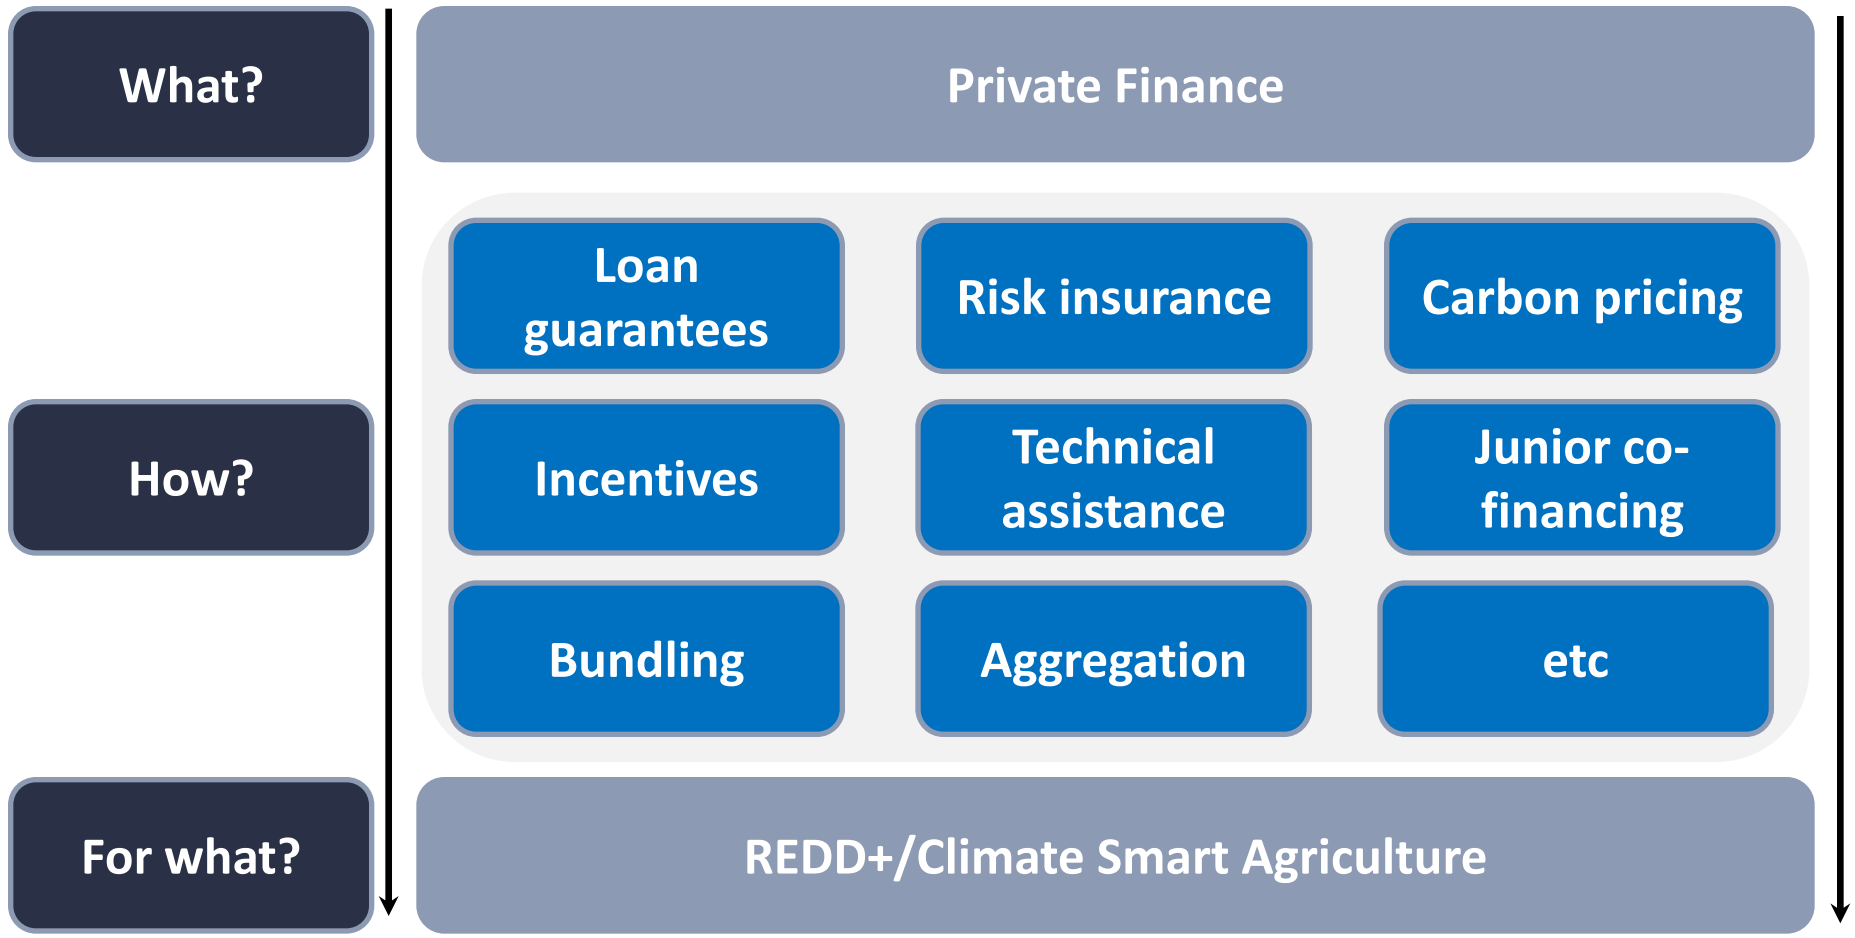 What?
Private Finance
Loan
guarantees
Risk insurance
Carbon pricing
How?
Incentives
Technical
assistance
Junior co-
financing
Bundling
Aggregation
etc
For what?
REDD+/Climate Smart Agriculture